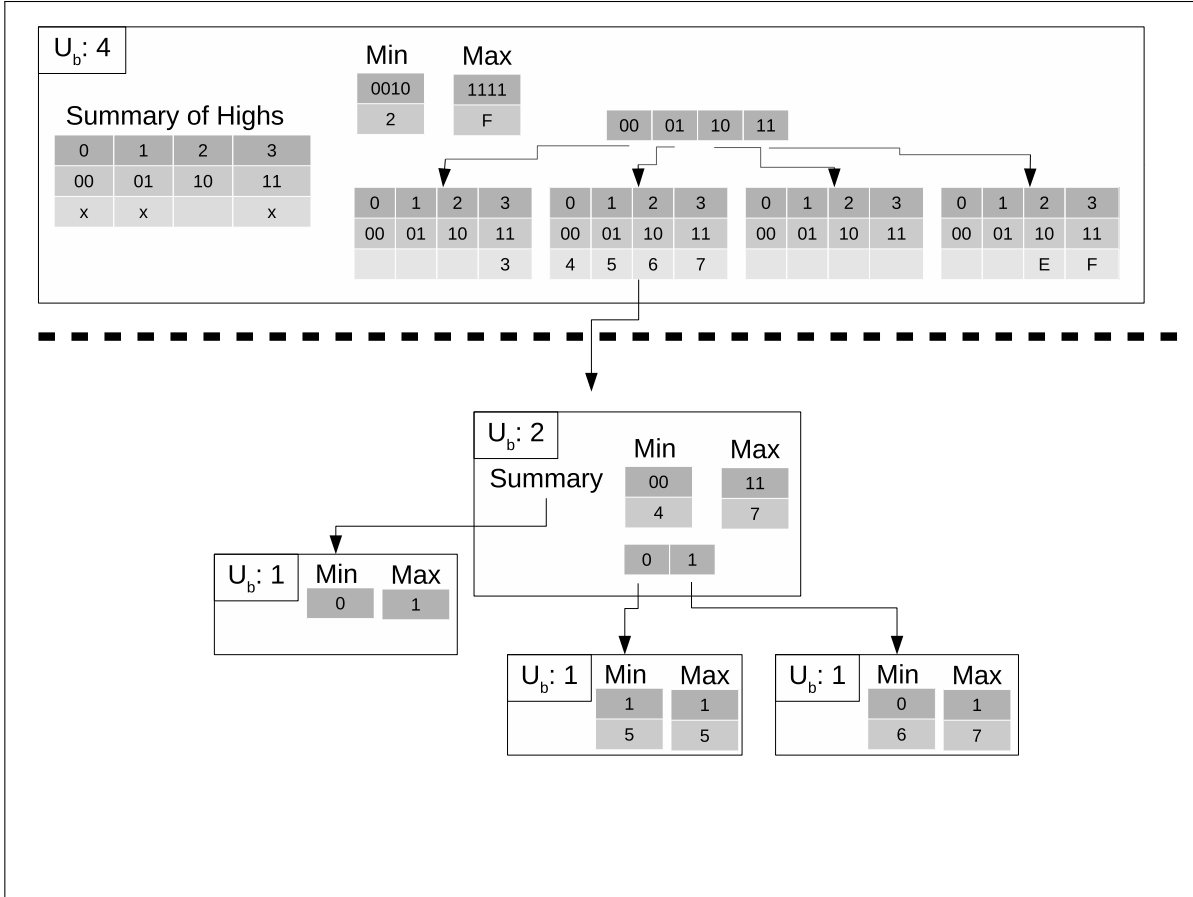 U_b: 4
Min Max
0010 1111
2 F
Summary of Highs
0 1 2 3
00 01 10 11
x x x
00 01 10 11
0 1 2 3
00 01 10 11
3
0 1 2 3
00 01 10 11
4 5 6 7
0 1 2 3
00 01 10 11
0 1 2 3
00 01 10 11
E F
U_b: 2
Summary
Min Max
00 11
4 7
0 1
U_b: 1
Min Max
0 1
U_b: 1
Min Max
1 1
5 5
U_b: 1
Min Max
0 1
6 7